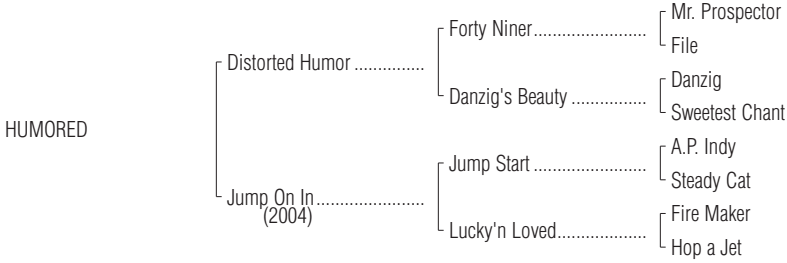 Mr. Prospector
Forty Niner.......................
File
Distorted Humor ...............
Danzig
Danzig's Beauty ................
Sweetest Chant
HUMORED
A.P. Indy
Jump Start .......................
Steady Cat
Jump On In.......................
(2004)
Fire Maker
Lucky'n Loved..................
Hop a Jet